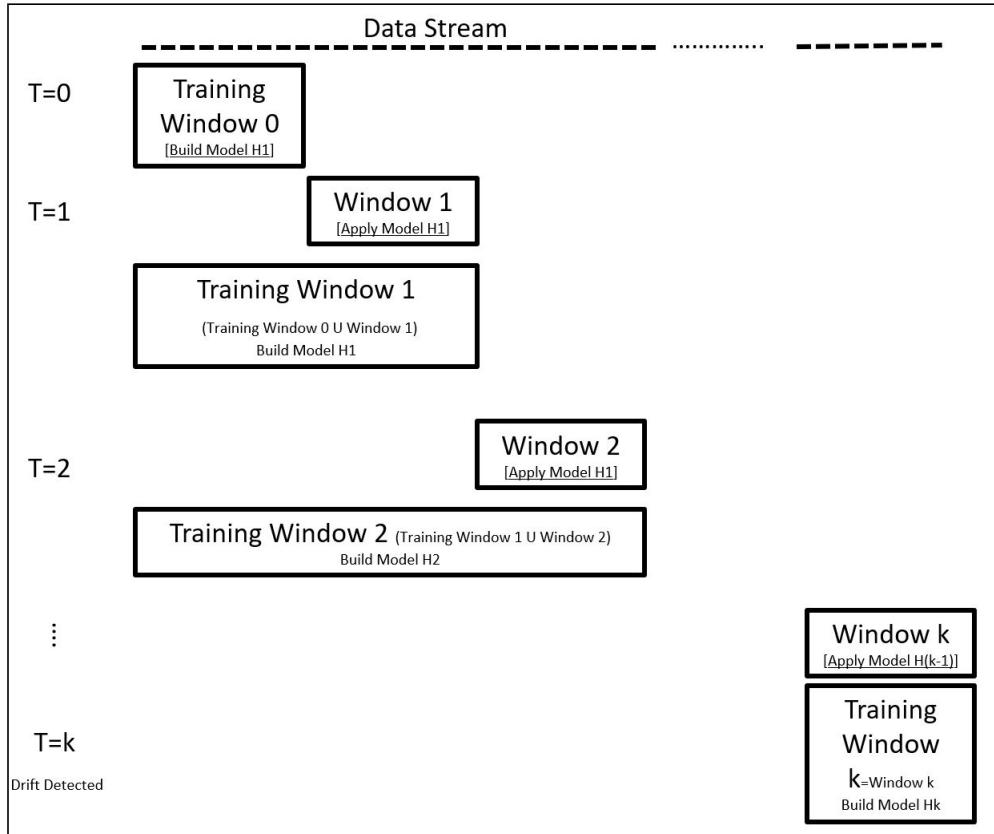 Data Stream
T=0
Training
Window 0
[Build Model H1]
T=1
Window 1
[Apply Model H1]
Training Window 1
(Training Window 0 U Window 1)
Build Model H1
T=2
Window 2
[Apply Model H1]
Training Window 2 (Training Window 1 U Window 2)
Build Model H2
Window k
[Apply Model H(k-1)]
T=k
Drift Detected
Training
Window
k=Window k
Build Model Hk